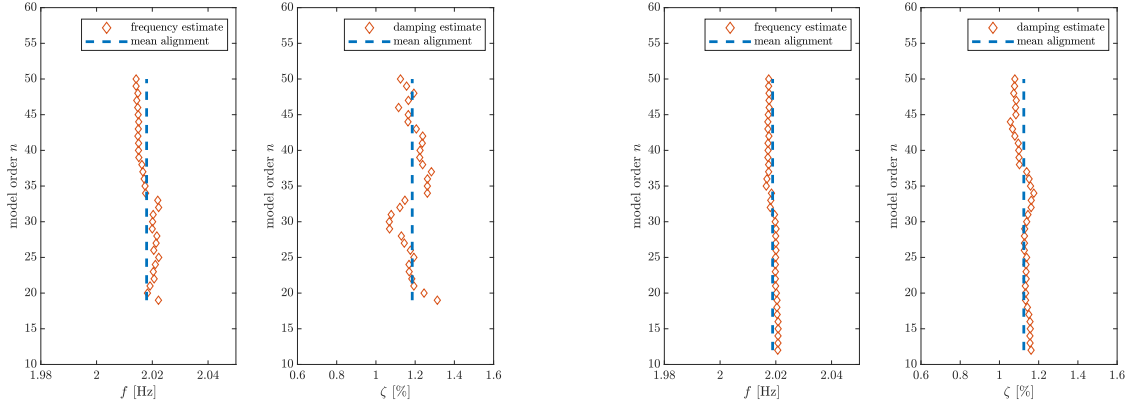 frequency estimate
mean alignment
60
55
50
45
40
35
30
25
20
15
10
model order n
1.98 2 2.02 2.04
f [Hz]
damping estimate
mean alignment
60
55
50
45
40
35
30
25
20
15
10
model order n
0.6 0.8 1 1.2 1.4 1.6
ζ [%]
frequency estimate
mean alignment
60
55
50
45
40
35
30
25
20
15
10
model order n
1.98 2 2.02 2.04
f [Hz]
damping estimate
mean alignment
60
55
50
45
40
35
30
25
20
15
10
model order n
0.6 0.8 1 1.2 1.4 1.6
ζ [%]